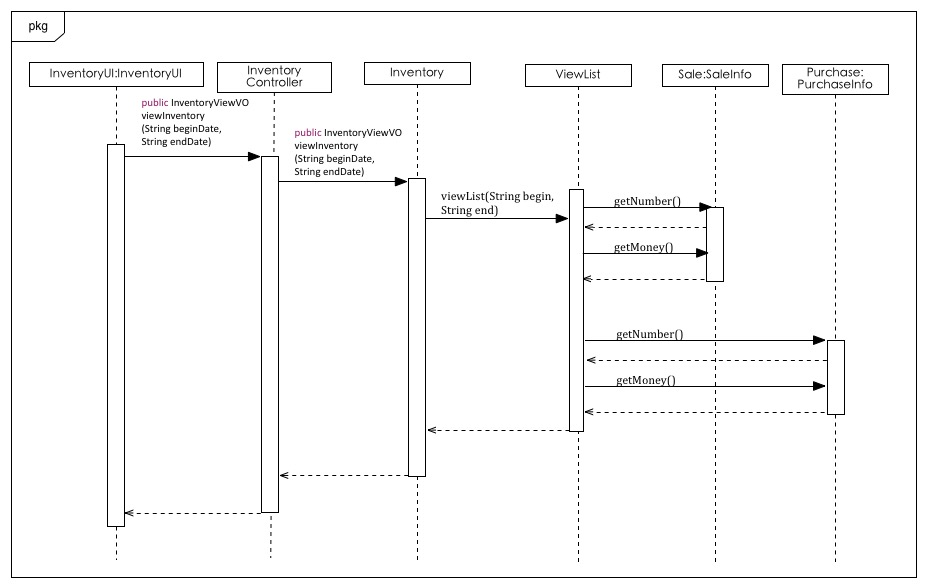 pkg
InventoryUI:InventoryUI
Inventory
Controller
Inventory
ViewList
Sale:SaleInfo
Purchase:
PurchaseInfo
public InventoryViewVO
viewInventory
(String beginDate,
String endDate)
public InventoryViewVO
viewInventory
(String beginDate,
String endDate)
viewList(String begin,
String end)
getNumber()
getMoney()
getNumber()
getMoney()